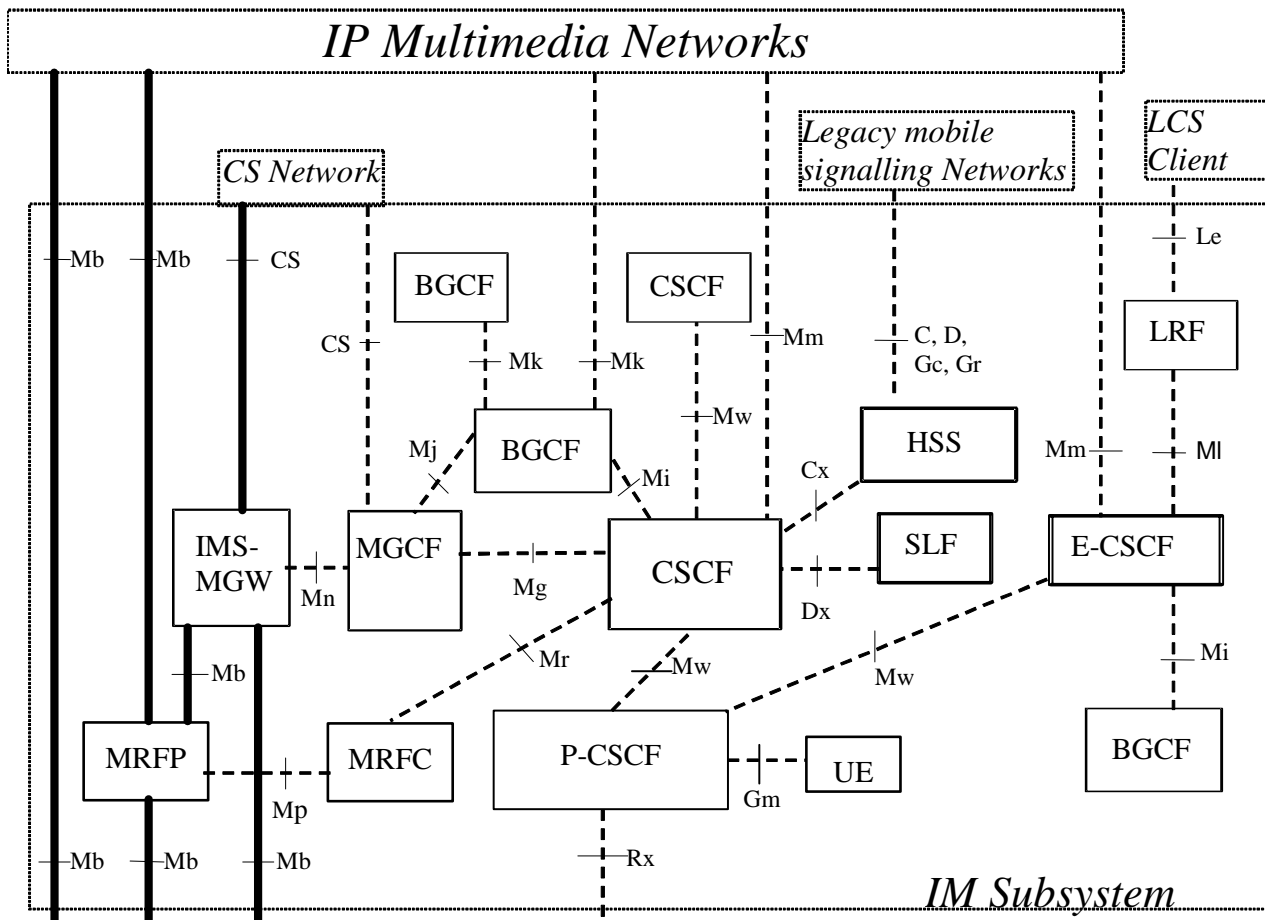 IP Multimedia Networks
Legacy mobile
signalling Networks
LCS
Client
CS Network
Mb
Mb
CS
Le
BGCF
CSCF
CS
Mk
Mk
Mm
C, D,
Gc, Gr
LRF
Mw
Mj
BGCF
Mi
Cx
HSS
Mm
Ml
IMS-
MGW
MGCF
CSCF
SLF
E-CSCF
Mn
Mg
Dx
Mb
Mr
Mw
Mw
Mi
MRFP
MRFC
P-CSCF
UE
BGCF
Mp
Gm
Mb
Mb
Mb
Rx
IM Subsystem